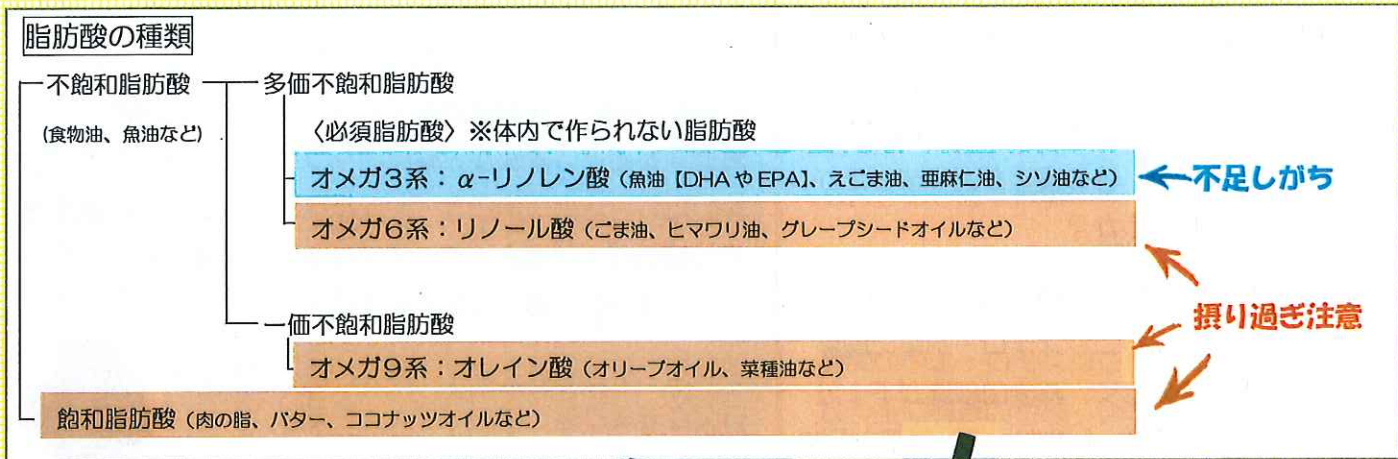 脂肪酸の種類
不飽和脂肪酸
多価不飽和脂肪酸
(食物油、魚油など)
〈必須脂肪酸〉※体内で作られない脂肪酸
オメガ3系：α-リノレン酸（魚油【DHAやEPA】、えごま油、亜麻仁油、シソ油など）
不足しがち
オメガ6系：リノール酸（ごま油、ヒマワリ油、グレープシードオイルなど）
摂り過ぎ注意
一価不飽和脂肪酸
オメガ9系：オレイン酸（オリーブオイル、菜種油など）
飽和脂肪酸（肉の脂、バター、ココナッツオイルなど）